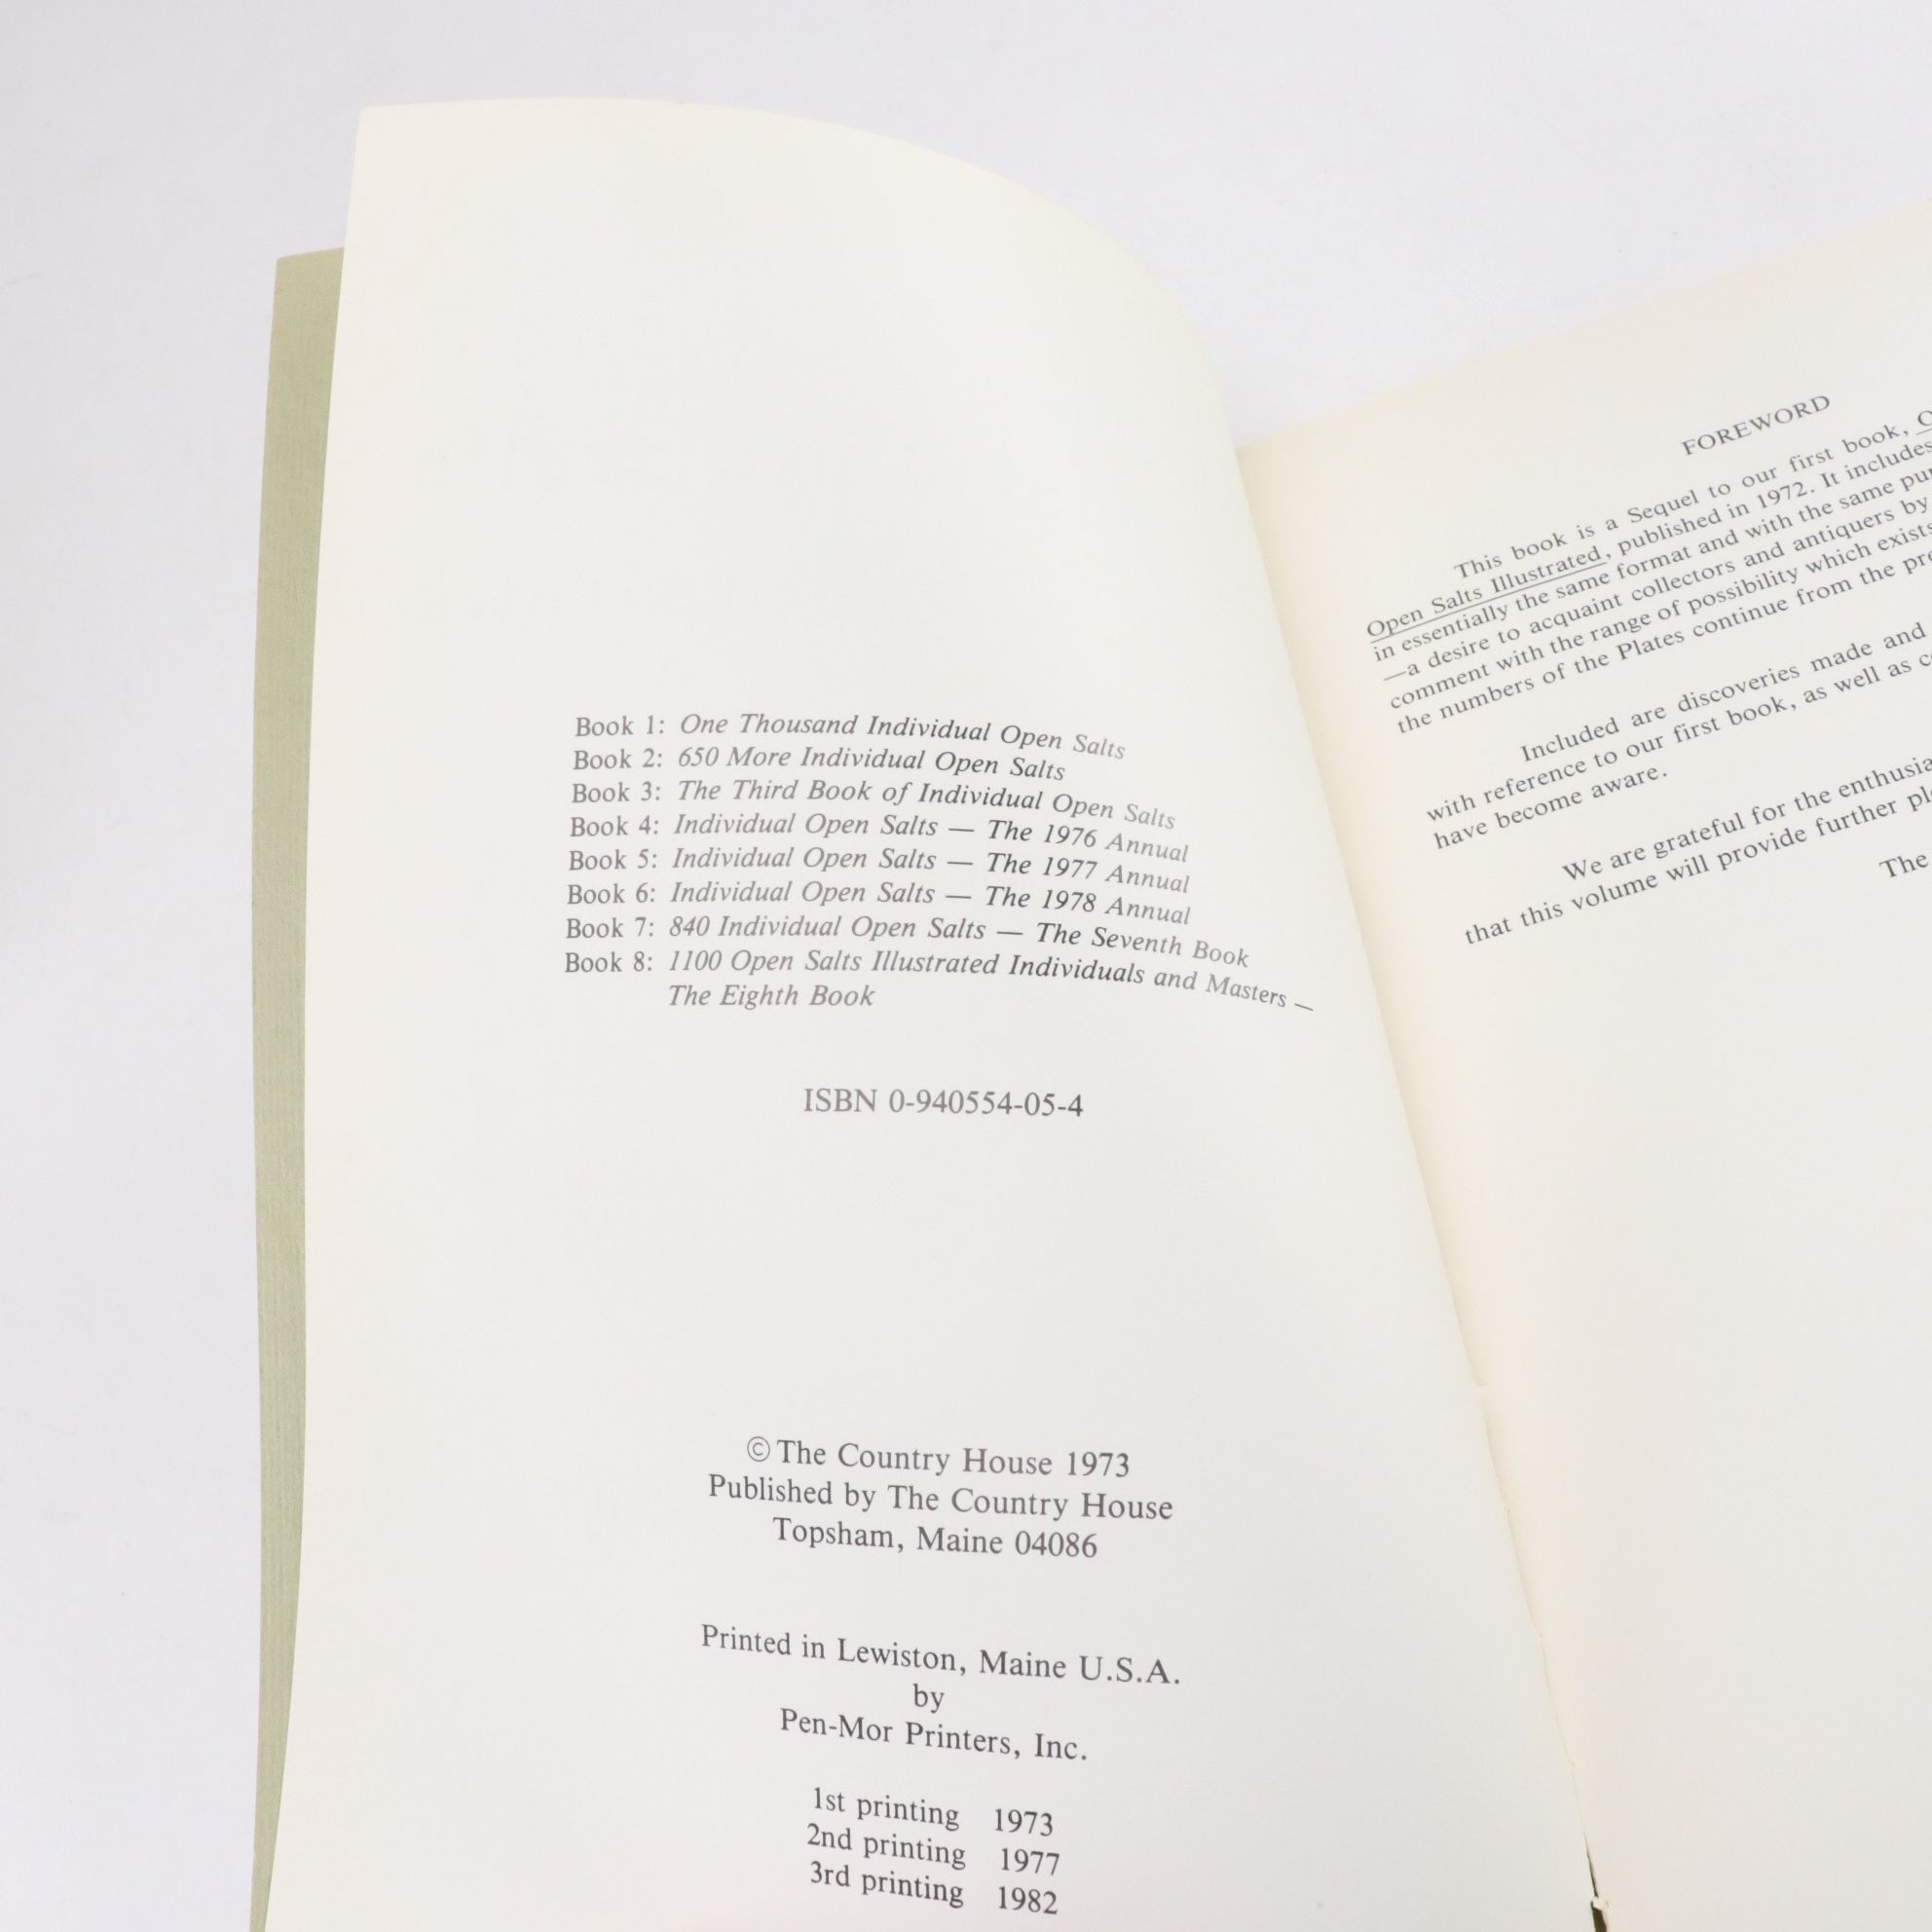 Book 1: One Thousand Individual Open Salts
Book 2: 650 More Individual Open Salts
Book 3: The Third Book of Individual Open Salts
Book 4: Individual Open Salts — The 1976 Annual
Book 5: Individual Open Salts — The 1977 Annual
Book 6: Individual Open Salts — The 1978 Annual
Book 7: 840 Individual Open Salts — The Seventh Book
Book 8: 1100 Open Salts Illustrated Individuals and Masters —
The Eighth Book
ISBN 0-940554-05-4
© The Country House 1973
Published by The Country House
Topsham, Maine 04086
Printed in Lewiston, Maine U.S.A.
by
Pen-Mor Printers, Inc.
1st printing 1973
2nd printing 1977
3rd printing 1982
FOREWORD
This book is a Sequel to our first book,
Open Salts Illustrated, published in 1972. It includes
in essentially the same format and with the same
—a desire to acquaint collectors and antiquers by
comment with the range of possibility which exists
the numbers of the Plates continue from the
Included are discoveries made and
with reference to our first book, as well as
have become aware.
We are grateful for the
that this volume will provide further
The